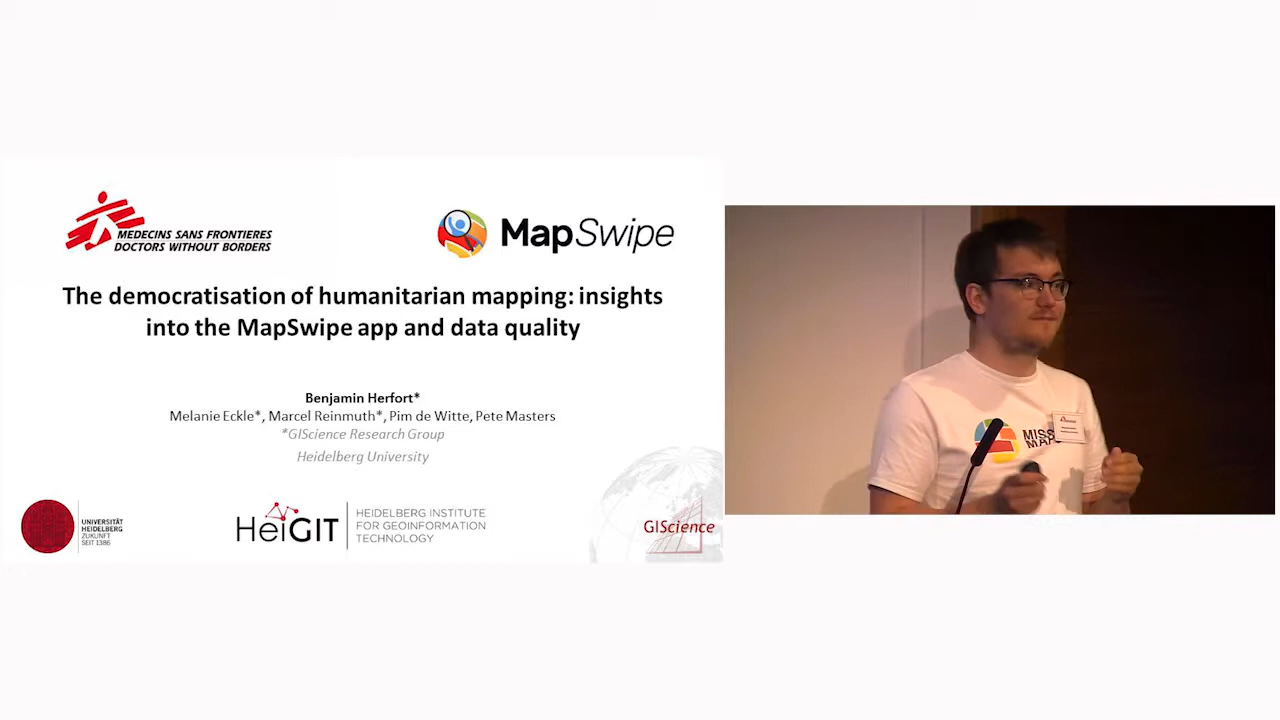 MEDECINS SANS FRONTIERES
DOCTORS WITHOUT BORDERS
MapSwipe
The democratisation of humanitarian mapping: insights
into the MapSwipe app and data quality
Benjamin Herfort*
Melanie Eckle*, Marcel Reinmuth*, Pim de Witte, Pete Masters
*GIScience Research Group
Heidelberg University
UNIVERSITÄT
HEIDELBERG
ZUKUNFT
SEIT 1386
HeiGIT
HEIDELBERG INSTITUTE
FOR GEOINFORMATION
TECHNOLOGY
GIScience
MISS
MAP